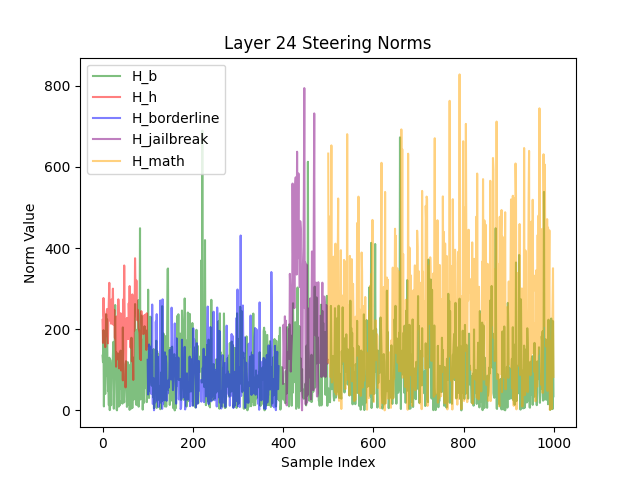 Layer 24 Steering Norms
H_b
H_h
H_borderline
H_jailbreak
H_math
800
600
400
200
0
Norm Value
0 200 400 600 800 1000
Sample Index